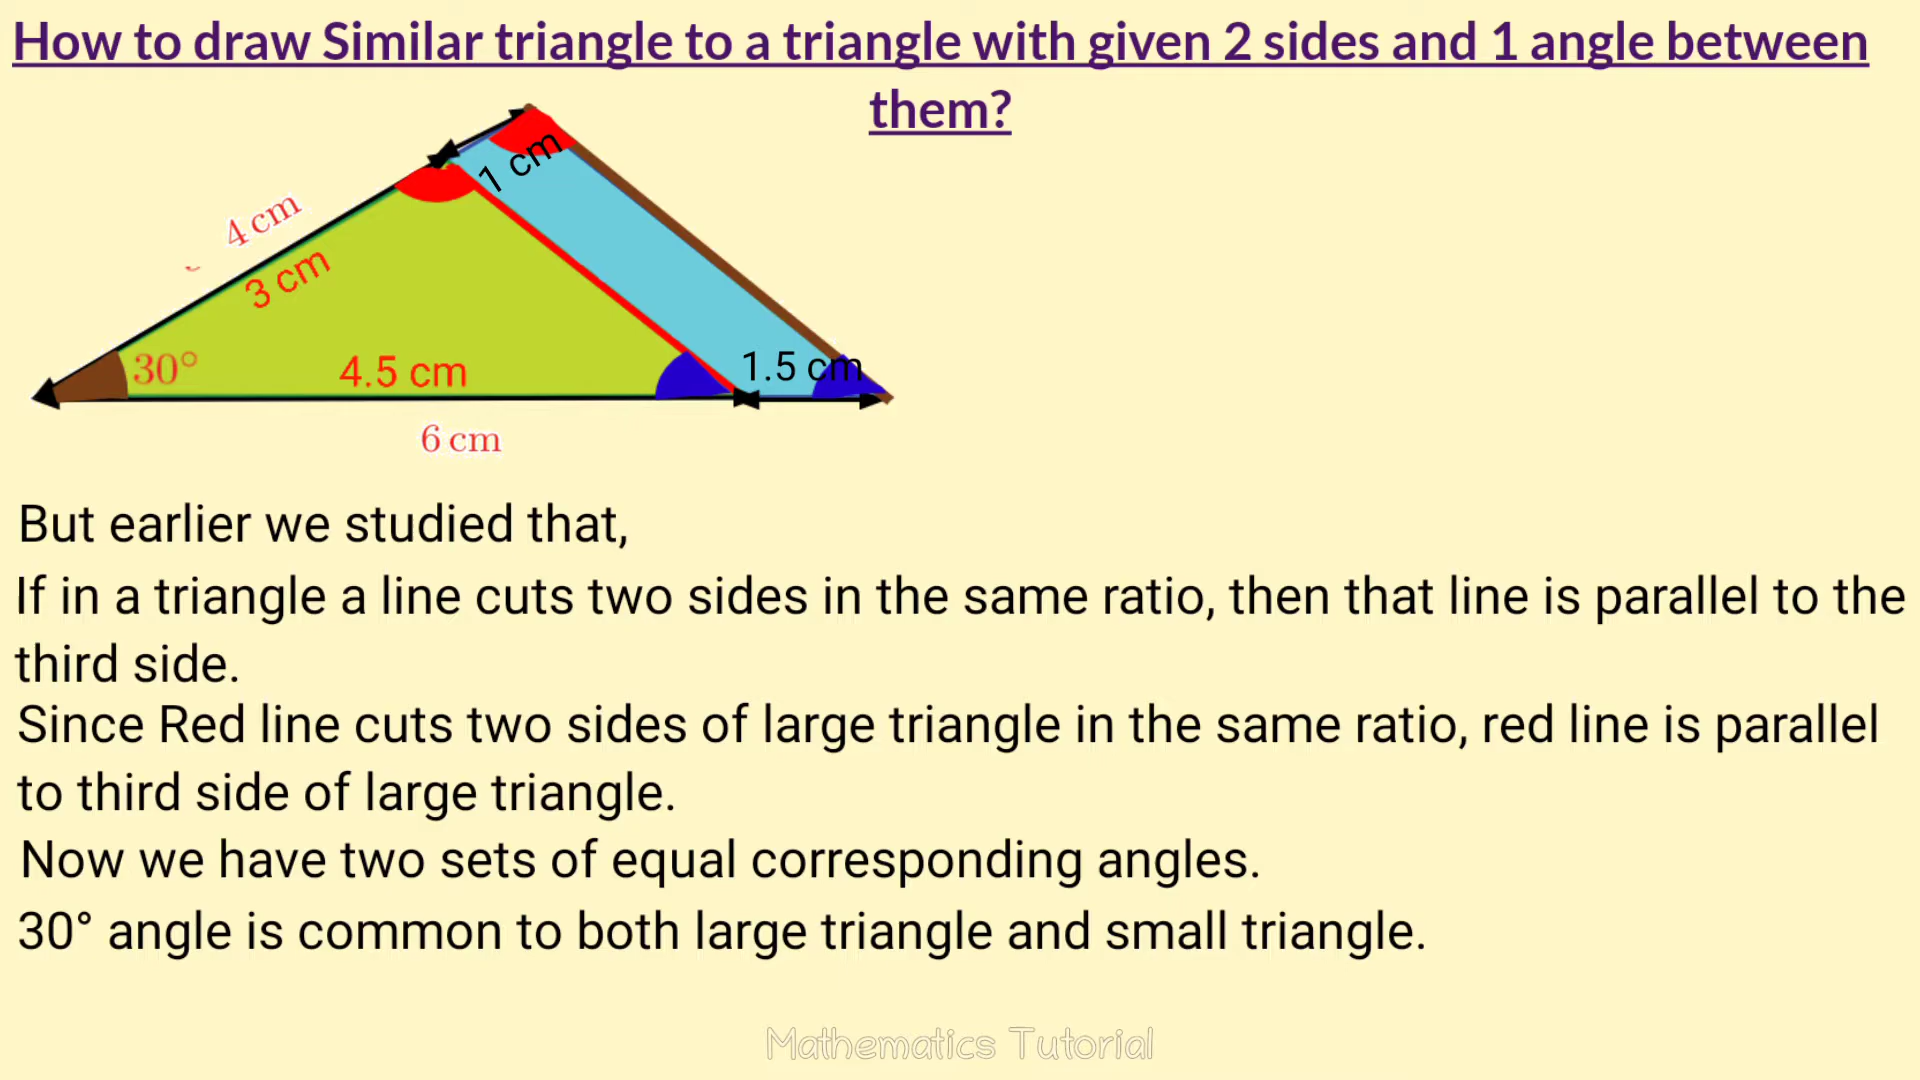 How to draw Similar triangle to a triangle with given 2 sides and 1 angle between
them?
1 cm
4 cm
3 cm
30°
4.5 cm
1.5 cm
6 cm
But earlier we studied that,
If in a triangle a line cuts two sides in the same ratio, then that line is parallel to the
third side.
Since Red line cuts two sides of large triangle in the same ratio, red line is parallel
to third side of large triangle.
Now we have two sets of equal corresponding angles.
30° angle is common to both large triangle and small triangle.
Mathematics Tutorial